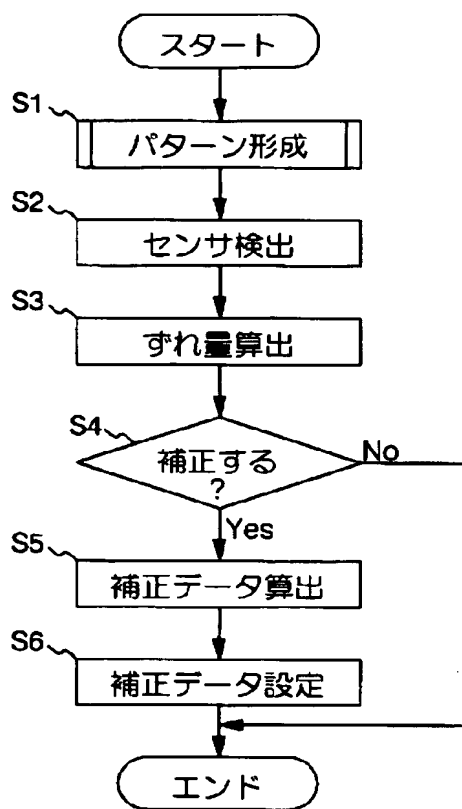 スタート
S1
パターン形成
S2
センサ検出
S3
ずれ量算出
S4
補正する
?
No
Yes
S5
補正データ算出
S6
補正データ設定
エンド